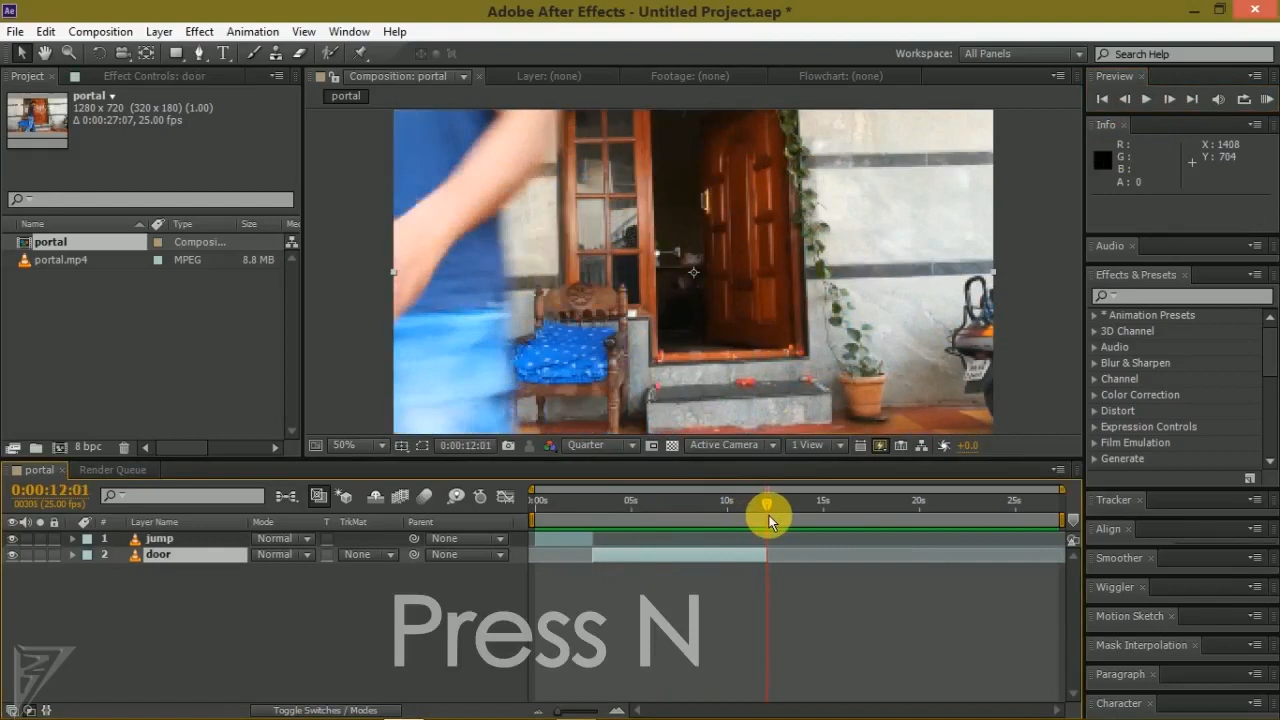 Adobe After Effects - Untitled Project.aep *
File Edit Composition Layer Effect Animation View Window Help
Workspace: All Panels Search Help
Project × Effect Controls: door Composition: portal × Layer: (none) Footage: (none) Flowchart: (none) Preview ×
portal
1280 x 720 (320 x 180) (1.00)
Δ 0:00:27:07, 25.00 fps
portal
Info ×
R: X: 1408
G: Y: 704
B:
A: 0
Name Type Size Me
portal Composi...
portal.mp4 MPEG 8.8 MB
Audio ×
Effects & Presets ×
* Animation Presets
3D Channel
Audio
Blur & Sharpen
Channel
Color Correction
Distort
Expression Controls
Film Emulation
Generate
8 bpc 50% 0:00:12:01 Quarter Active Camera 1 View +0.0
portal × Render Queue
0:00:12:01
00301 (25.00 fps)
:00s 05s 10s 15s 20s 25s
# Layer Name Mode T TrkMat Parent
1 jump Normal None
2 door Normal None None
Press N
Toggle Switches / Modes
Tracker ×
Align ×
Smoother ×
Wiggler ×
Motion Sketch ×
Mask Interpolation ×
Paragraph ×
Character ×